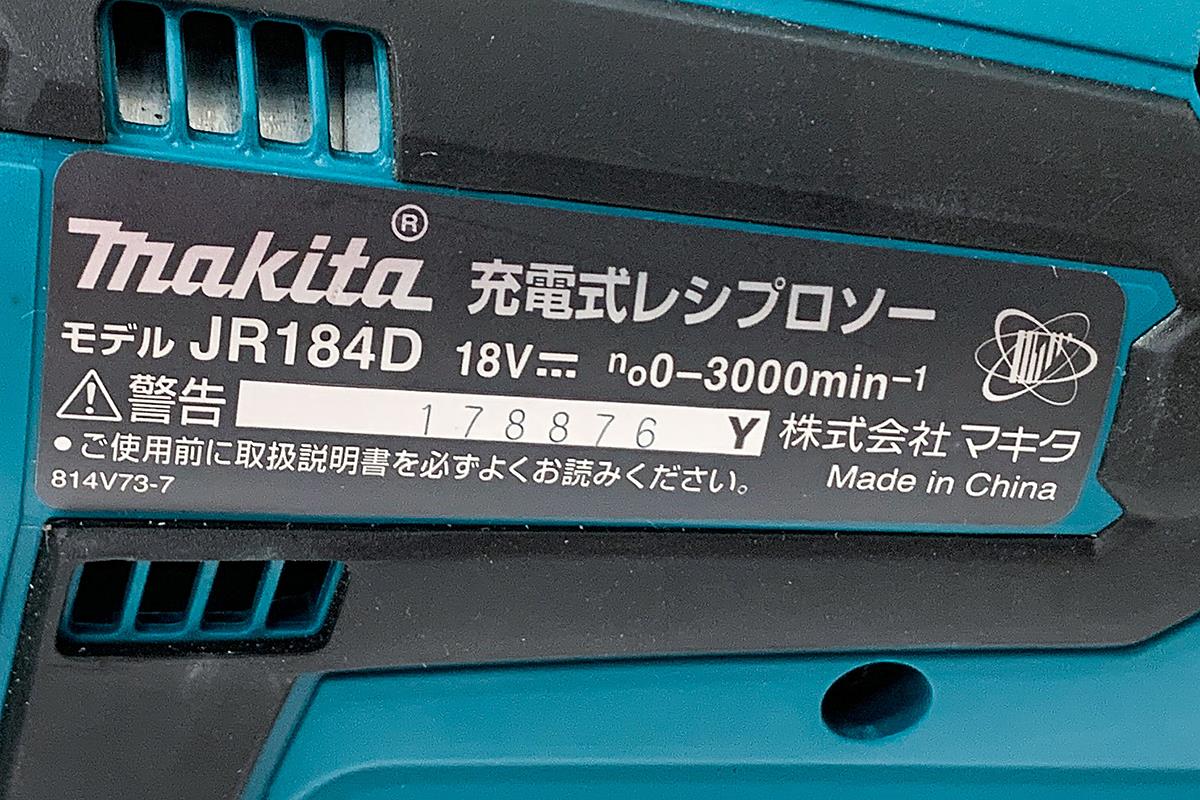 makita® 充電式レシプロソー
モデル JR184D 18V⎓ n₀0-3000min⁻¹
警告 178876 Y 株式会社 マキタ
•ご使用前に取扱説明書を必ずよくお読みください。
814V73-7 Made in China